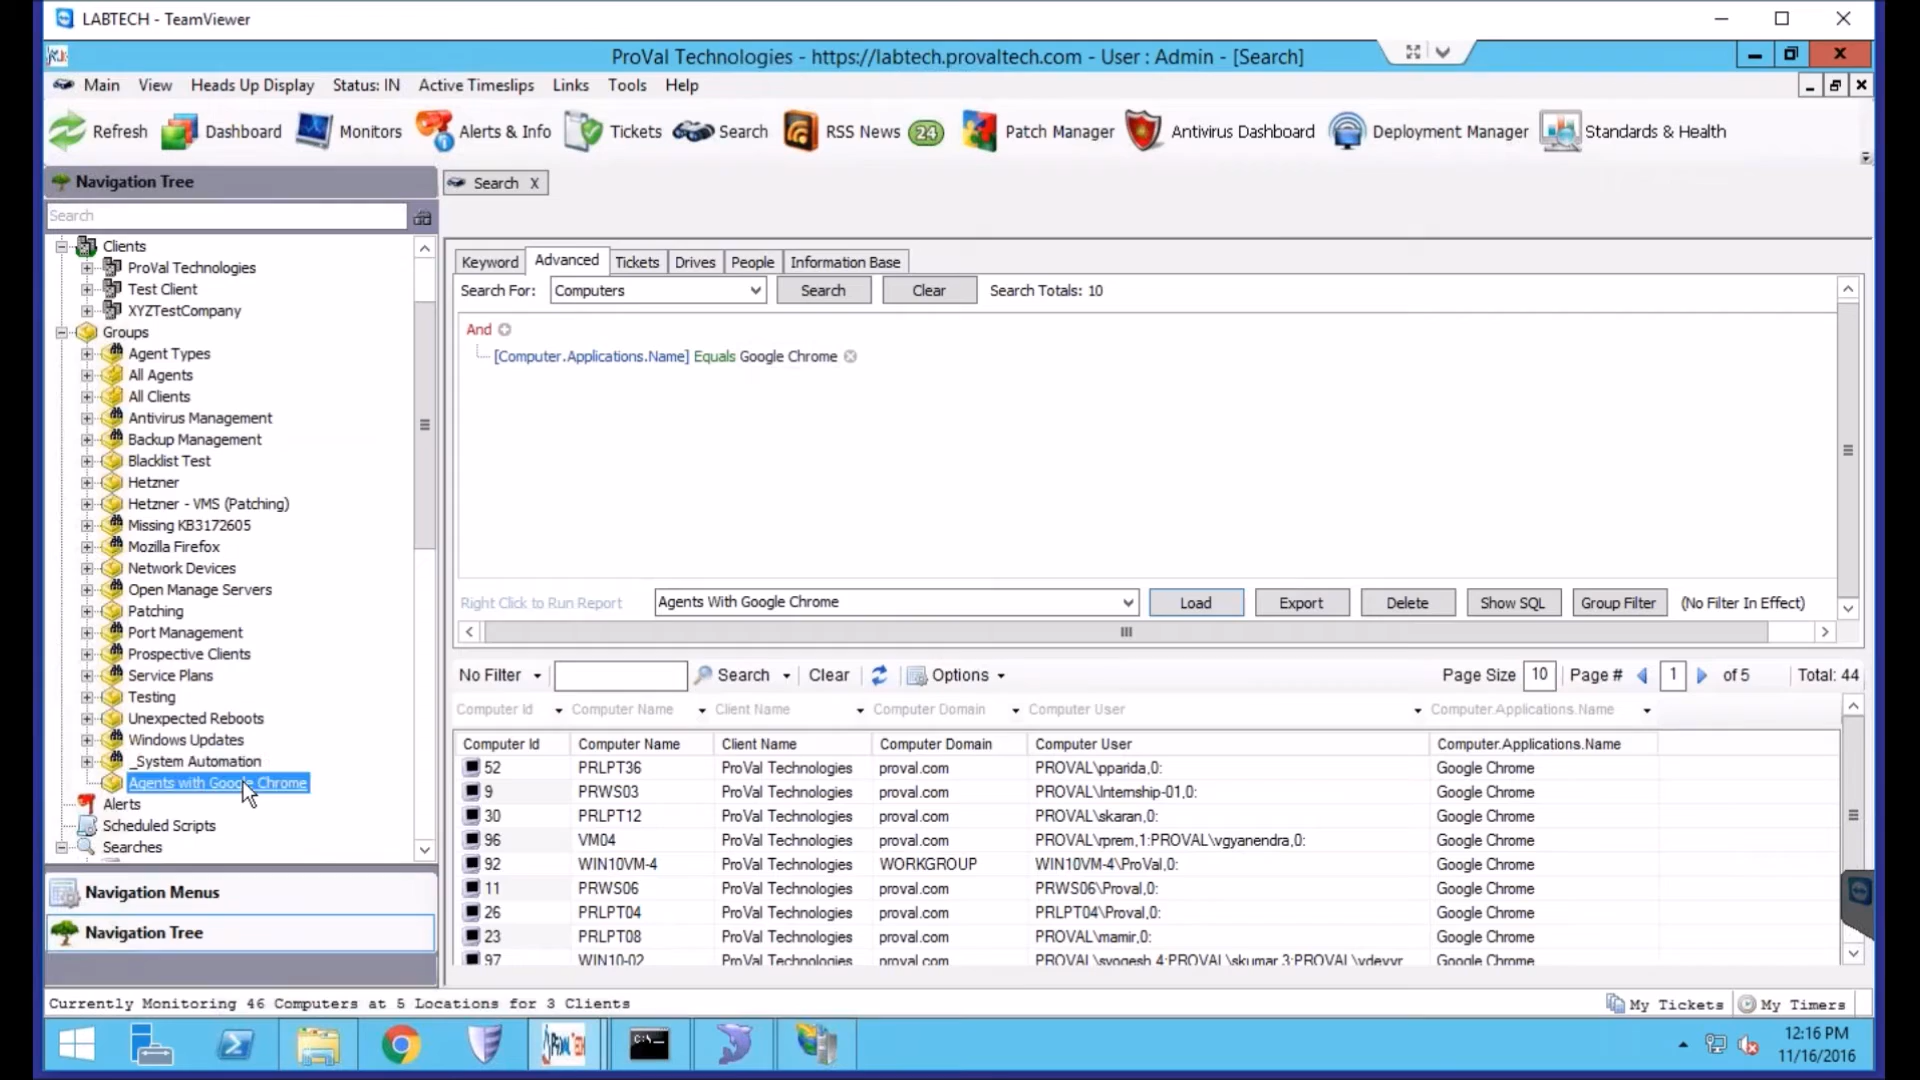 LABTECH - TeamViewer
ProVal Technologies - https://labtech.provaltech.com - User : Admin - [Search]
Main View Heads Up Display Status: IN Active Timeslips Links Tools Help
Refresh Dashboard Monitors Alerts & Info Tickets Search RSS News 24 Patch Manager Antivirus Dashboard Deployment Manager Standards & Health
Navigation Tree
Search
Clients
ProVal Technologies
Test Client
XYZTestCompany
Groups
Agent Types
All Agents
All Clients
Antivirus Management
Backup Management
Blacklist Test
Hetzner
Hetzner - VMS (Patching)
Missing KB3172605
Mozilla Firefox
Network Devices
Open Manage Servers
Patching
Port Management
Prospective Clients
Service Plans
Testing
Unexpected Reboots
Windows Updates
_System Automation
Agents with Google Chrome
Alerts
Scheduled Scripts
Searches
Navigation Menus
Navigation Tree
Search X
Keyword Advanced Tickets Drives People Information Base
Search For: Computers Search Clear Search Totals: 10
And
[Computer.Applications.Name] Equals Google Chrome
Right Click to Run Report Agents With Google Chrome Load Export Delete Show SQL Group Filter (No Filter In Effect)
No Filter Search Clear Options Page Size 10 Page # 1 of 5 Total: 44
Computer Id Computer Name Client Name Computer Domain Computer User Computer.Applications.Name
Computer Id Computer Name Client Name Computer Domain Computer User Computer.Applications.Name
52 PRLPT36 ProVal Technologies proval.com PROVAL\pparida,0: Google Chrome
9 PRWS03 ProVal Technologies proval.com PROVAL\Internship-01,0: Google Chrome
30 PRLPT12 ProVal Technologies proval.com PROVAL\skaran,0: Google Chrome
96 VM04 ProVal Technologies proval.com PROVAL\rprem,1:PROVAL\vgyanendra,0: Google Chrome
92 WIN10VM-4 ProVal Technologies WORKGROUP WIN10VM-4\ProVal,0: Google Chrome
11 PRWS06 ProVal Technologies proval.com PRWS06\Proval,0: Google Chrome
26 PRLPT04 ProVal Technologies proval.com PRLPT04\Proval,0: Google Chrome
23 PRLPT08 ProVal Technologies proval.com PROVAL\mamir,0: Google Chrome
97 WIN10-02 ProVal Technologies proval.com Google Chrome
Currently Monitoring 46 Computers at 5 Locations for 3 Clients My Tickets My Timers
12:16 PM
11/16/2016